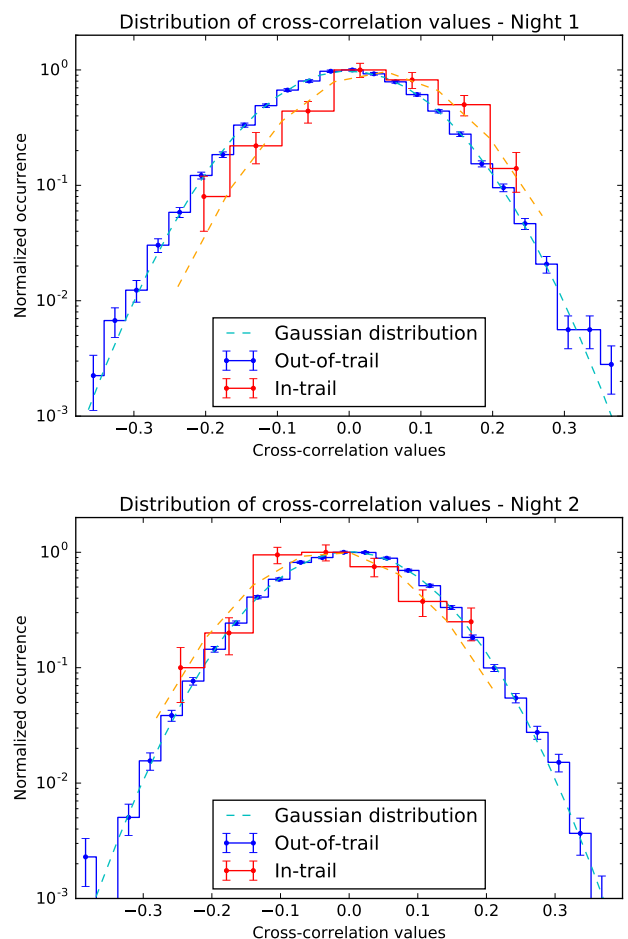 Distribution of cross-correlation values - Night 1
Normalized occurrence
10^0
10^-1
10^-2
10^-3
Gaussian distribution
Out-of-trail
In-trail
−0.3 −0.2 −0.1 0.0 0.1 0.2 0.3
Cross-correlation values
Distribution of cross-correlation values - Night 2
Normalized occurrence
10^0
10^-1
10^-2
10^-3
Gaussian distribution
Out-of-trail
In-trail
−0.3 −0.2 −0.1 0.0 0.1 0.2 0.3
Cross-correlation values